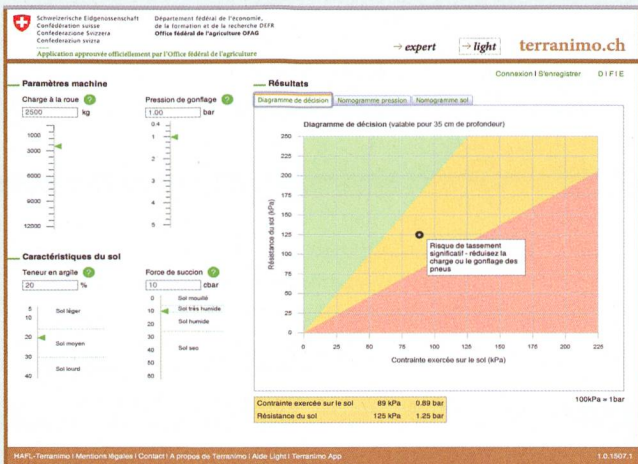 Schweizerische Eidgenossenschaft
Confédération suisse
Confederazione Svizzera
Confederaziun svizra
Département fédéral de l'économie,
de la formation et de la recherche DEFR
Office fédéral de l'agriculture OFAG
Application approuvée officiellement par l'Office fédéral de l'agriculture
→ expert
→ light
terranimo.ch
Connexion I S'enregistrer D I F I E
Paramètres machine
Charge à la roue ?
2500 kg
1000
3000
6000
9000
12000
Pression de gonflage ?
1.00 bar
0.4
1
2
3
4
5
Caractéristiques du sol
Teneur en argile ?
20 %
5
10
20
30
40
Sol léger
Sol moyen
Sol lourd
Force de succion ?
10 cbar
0
10
20
30
40
50
60
Sol mouillé
Sol très humide
Sol humide
Sol sec
Résultats
Diagramme de décision
Nomogramme pression
Nomogramme sol
Diagramme de décision (valable pour 35 cm de profondeur)
Résistance du sol (kPa)
250
225
200
175
150
125
100
75
50
25
0
Risque de tassement
significatif - réduisez la
charge ou le gonflage des
pneus
0 25 50 75 100 125 150 175 200 225
Contrainte exercée sur le sol (kPa)
Contrainte exercée sur le sol 89 kPa 0.89 bar
Résistance du sol 125 kPa 1.25 bar
100kPa = 1bar
HAFL-Terranimo I Mentions légales I Contact I A propos de Terranimo I Aide Light I Terranimo App
1.0.1507.1